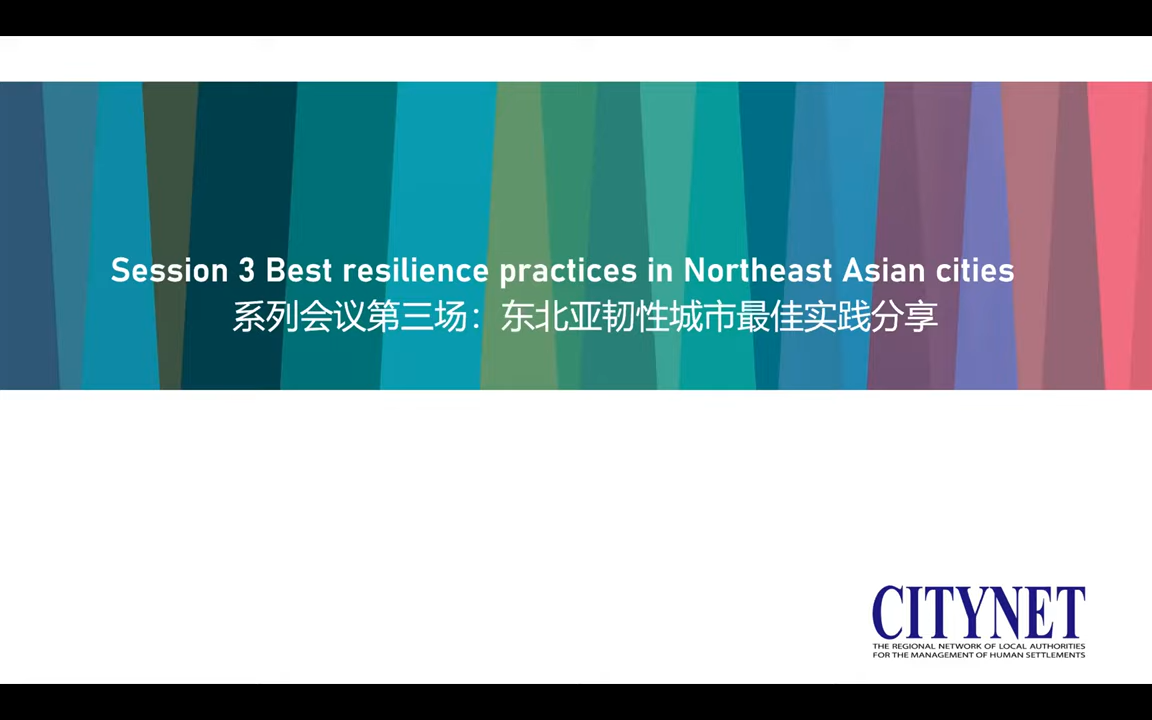 Session 3 Best resilience practices in Northeast Asian cities
系列会议第三场：东北亚韧性城市最佳实践分享
CITYNET
THE REGIONAL NETWORK OF LOCAL AUTHORITIES
FOR THE MANAGEMENT OF HUMAN SETTLEMENTS